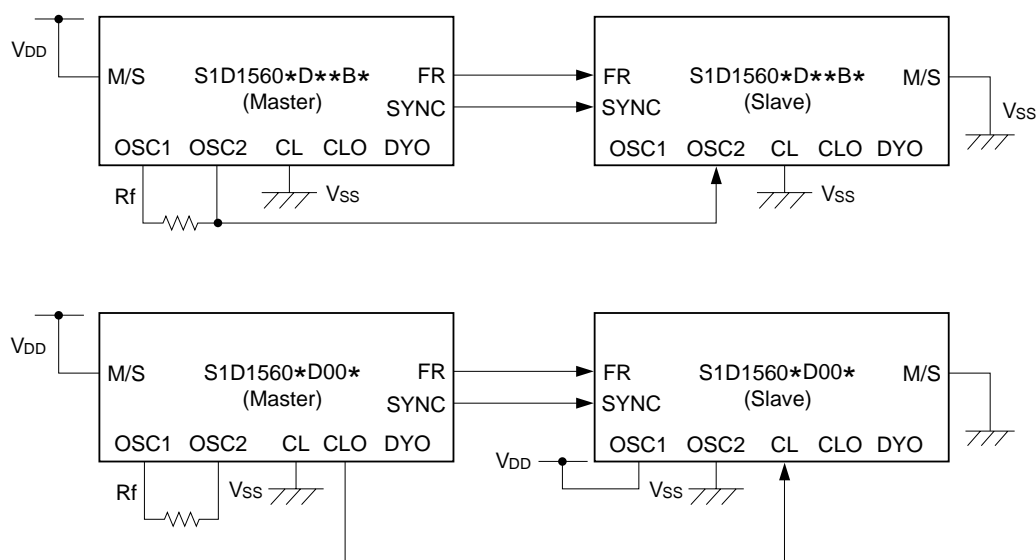 VDD
M/S S1D1560*D**B* FR
(Master) SYNC
OSC1 OSC2 CL CLO DYO
Rf VSS
FR S1D1560*D**B* M/S
SYNC (Slave)
VSS
OSC1 OSC2 CL CLO DYO
VSS
VDD
M/S S1D1560*D00* FR
(Master) SYNC
OSC1 OSC2 CL CLO DYO
Rf VSS
FR S1D1560*D00* M/S
SYNC (Slave)
OSC1 OSC2 CL CLO DYO
VDD
VSS